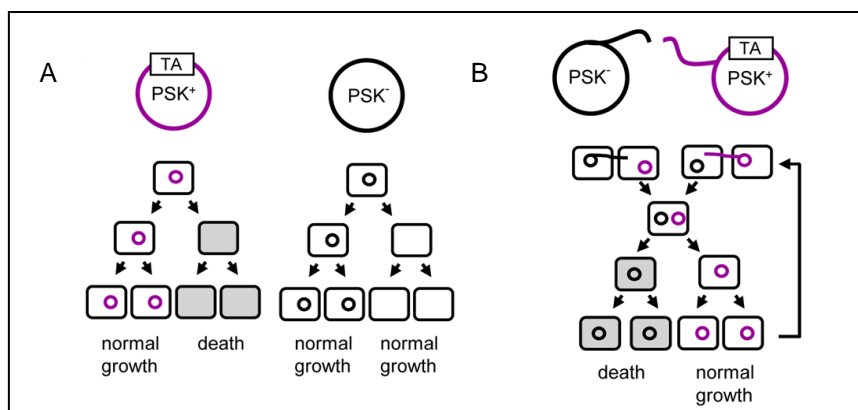 A
TA
PSK⁺
PSK⁻
normal growth
death
normal growth
normal growth
B
PSK⁻
TA
PSK⁺
death
normal growth